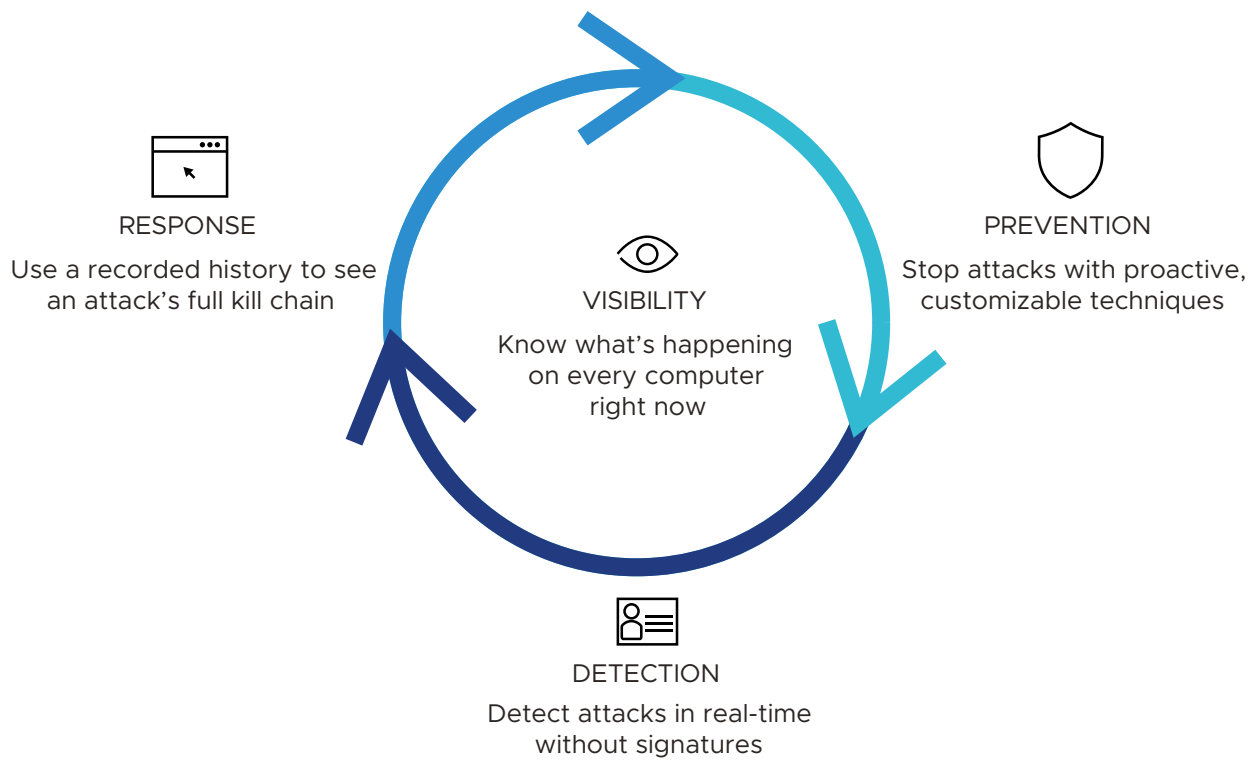 RESPONSE
Use a recorded history to see
an attack’s full kill chain
VISIBILITY
Know what’s happening
on every computer
right now
PREVENTION
Stop attacks with proactive,
customizable techniques
DETECTION
Detect attacks in real-time
without signatures